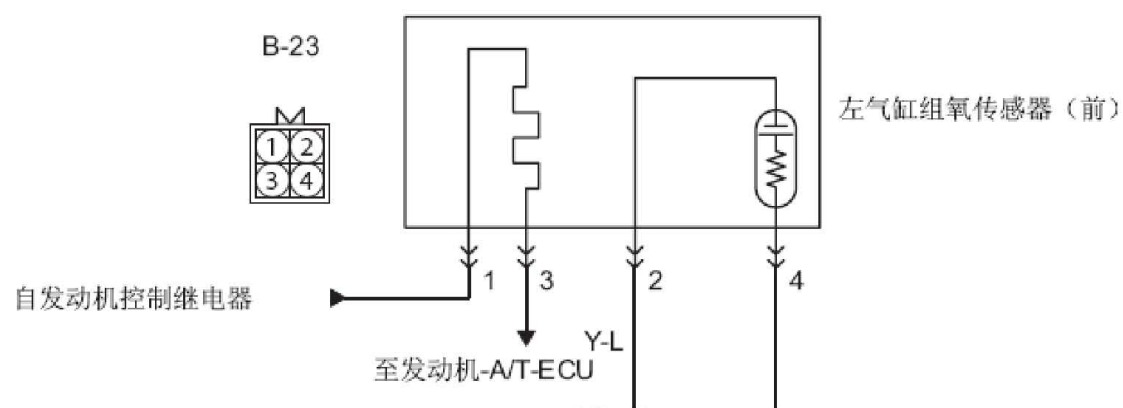 B-23
左气缸组氧传感器（前）
1 2
3 4
1 3 2 4
自发动机控制继电器
Y-L
至发动机-A/T-ECU